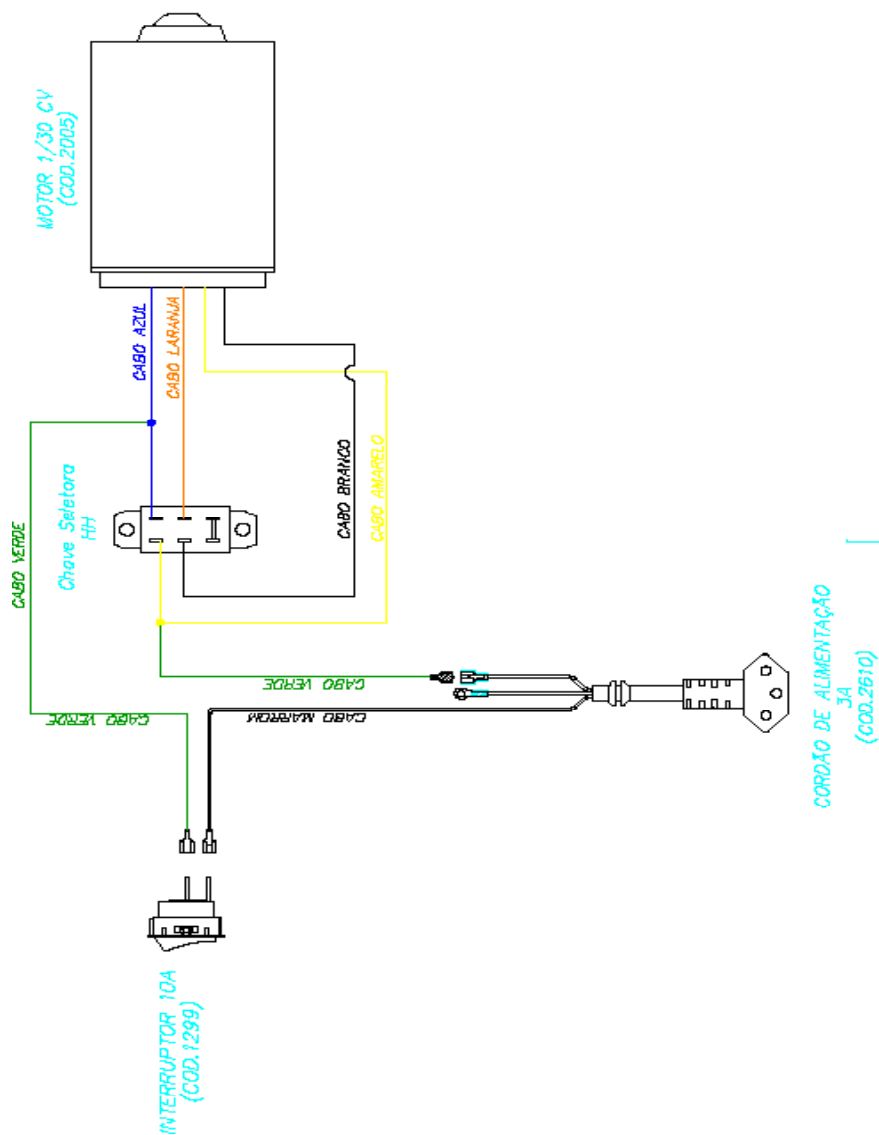 MOTOR 1/30 CV
(COD.2005)
CABO AZUL
CABO LARANJA
CABO BRANCO
CABO AMARELO
Chave Seletora
HH
CABO VERDE
CABO VERDE
CABO VERDE
CABO MARROM
CORDÃO DE ALIMENTAÇÃO
3A
(COD.2610)
INTERRUPTOR 10A
(COD.1299)